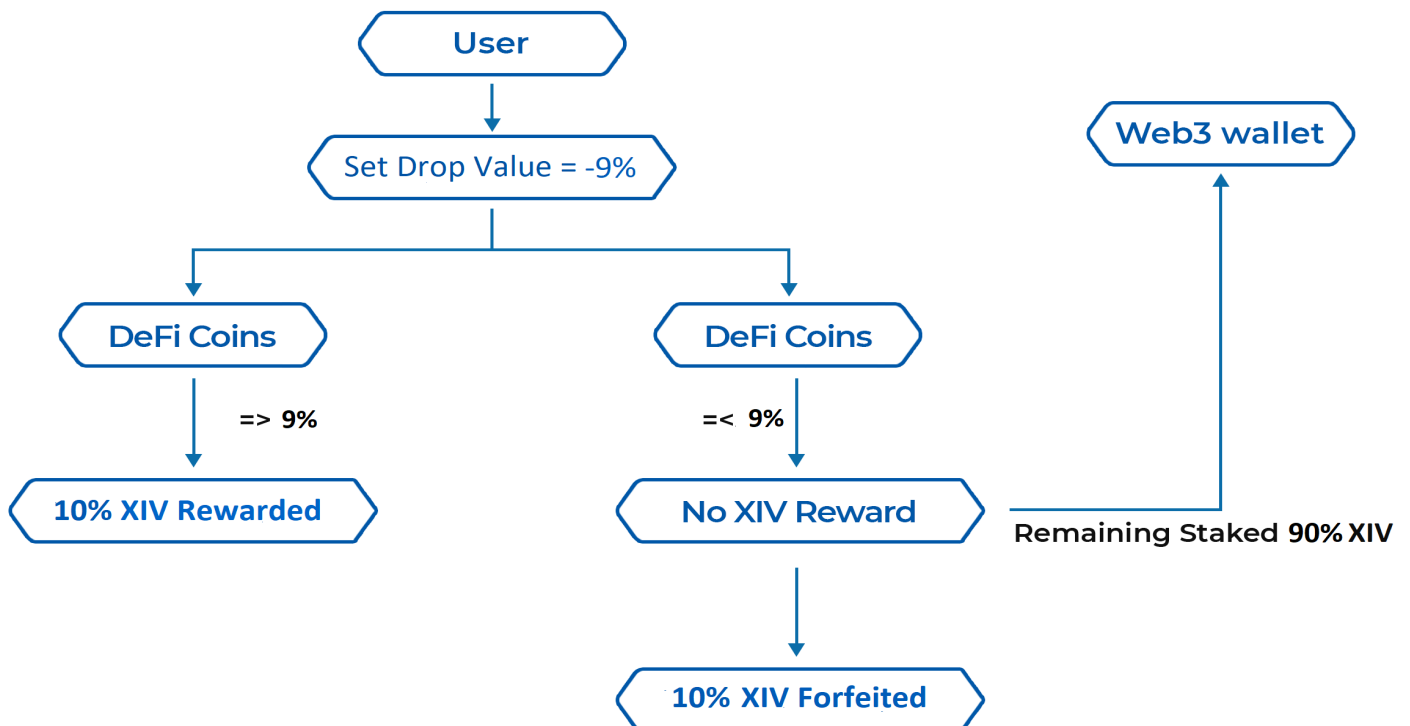 User
Web3 wallet
Set Drop Value = -9%
DeFi Coins
DeFi Coins
=> 9%
=< 9%
10% XIV Rewarded
No XIV Reward
Remaining Staked 90% XIV
10% XIV Forfeited